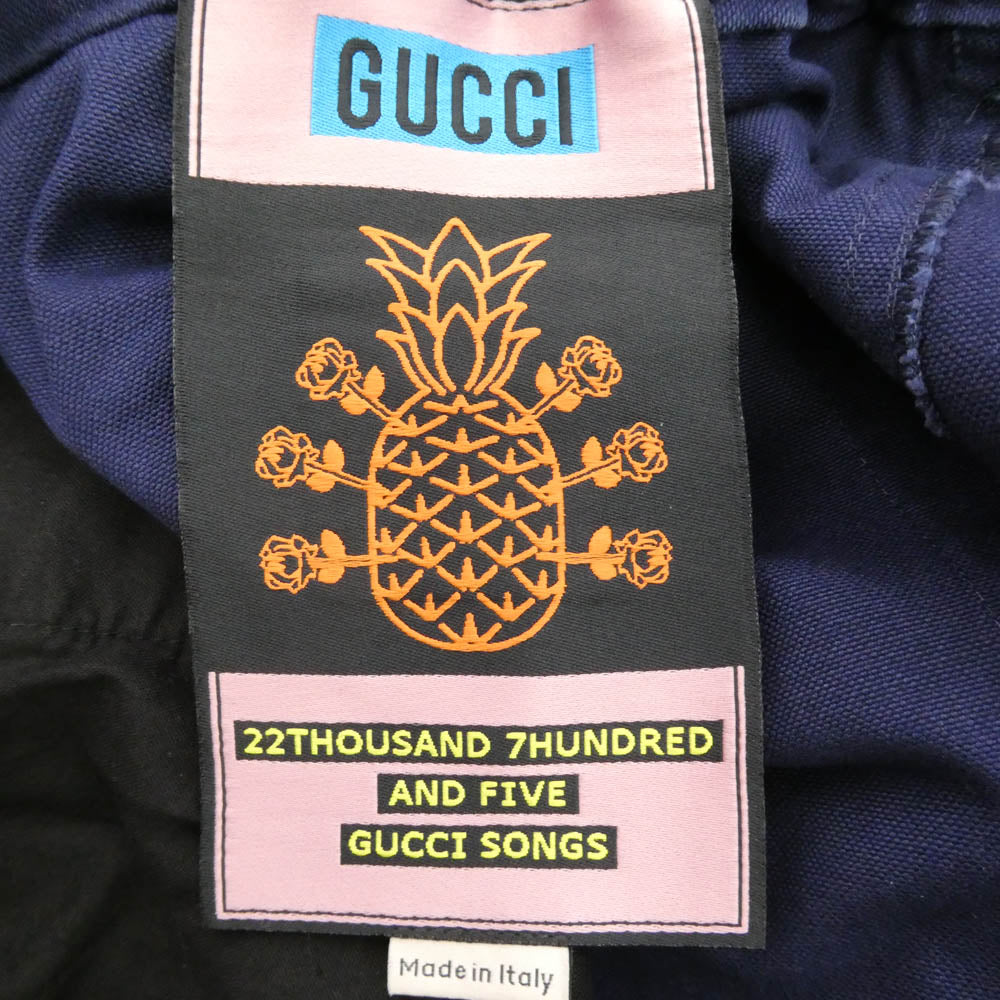 GUCCI
22THOUSAND 7HUNDRED
AND FIVE
GUCCI SONGS
Made in Italy